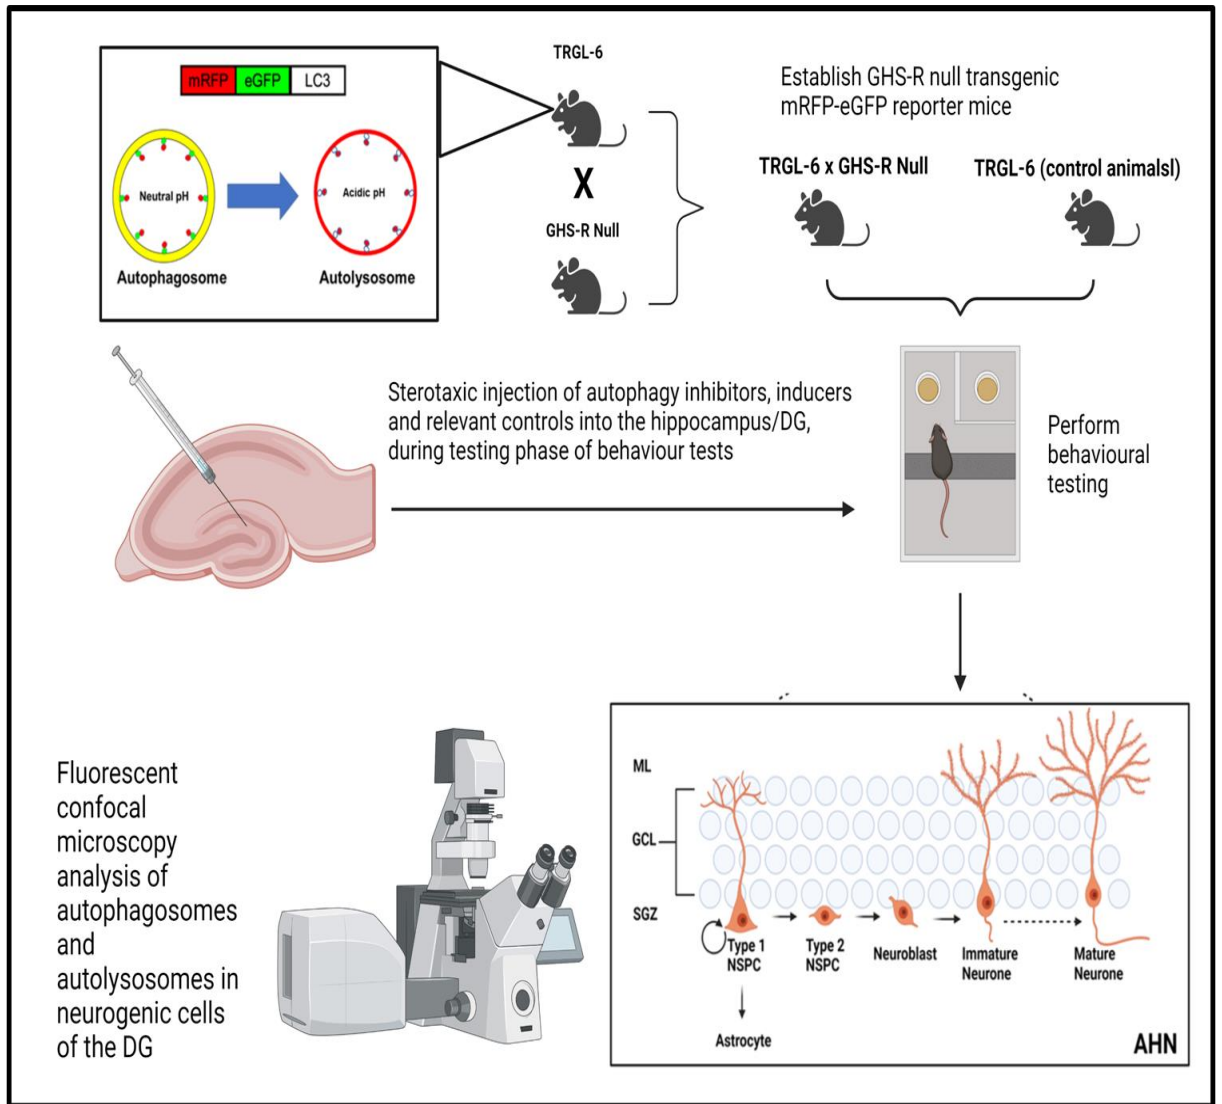 mRFP eGFP LC3
Neutral pH
Acidic pH
Autophagosome
Autolysosome
TRGL-6
X
GHS-R Null
Establish GHS-R null transgenic
mRFP-eGFP reporter mice
TRGL-6 x GHS-R Null
TRGL-6 (control animalsl)
Sterotaxic injection of autophagy inhibitors, inducers
and relevant controls into the hippocampus/DG,
during testing phase of behaviour tests
Perform
behavioural
testing
Fluorescent
confocal
microscopy
analysis of
autophagosomes
and
autolysosomes in
neurogenic cells
of the DG
ML
GCL
SGZ
Type 1
NSPC
Type 2
NSPC
Neuroblast
Immature
Neurone
Mature
Neurone
Astrocyte
AHN